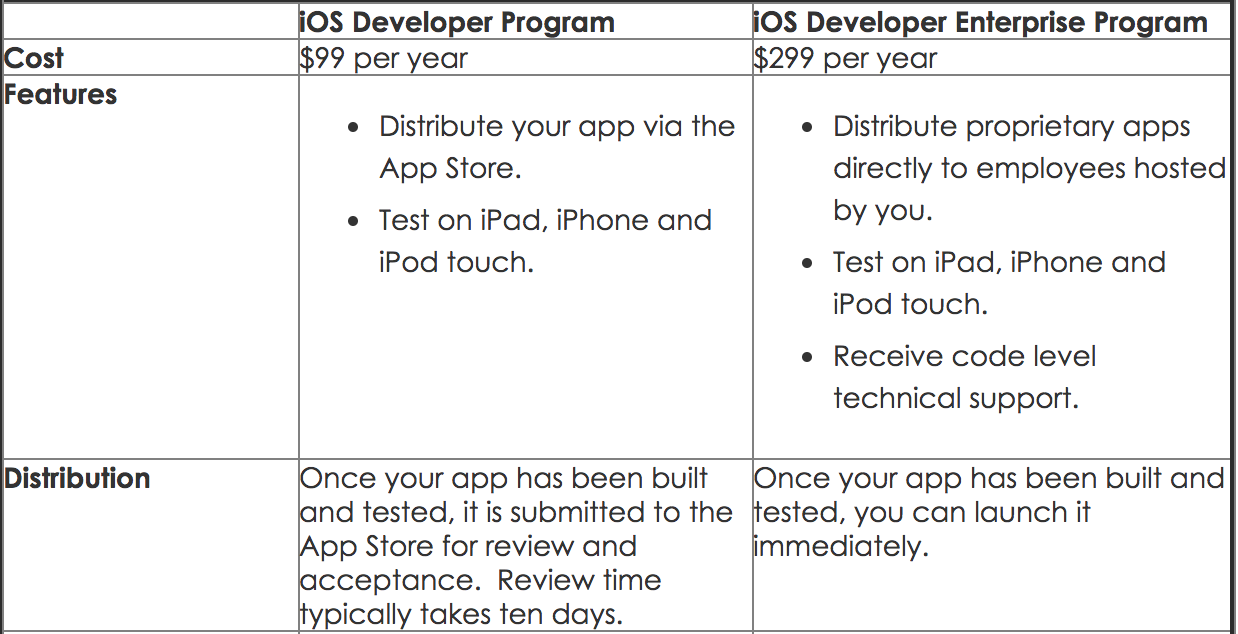 iOS Developer Program
iOS Developer Enterprise Program
Cost
$99 per year
$299 per year
Features
• Distribute your app via the
App Store.
• Test on iPad, iPhone and
iPod touch.
• Distribute proprietary apps
directly to employees hosted
by you.
• Test on iPad, iPhone and
iPod touch.
• Receive code level
technical support.
Distribution
Once your app has been built
and tested, it is submitted to the
App Store for review and
acceptance.  Review time
typically takes ten days.
Once your app has been built and
tested, you can launch it
immediately.